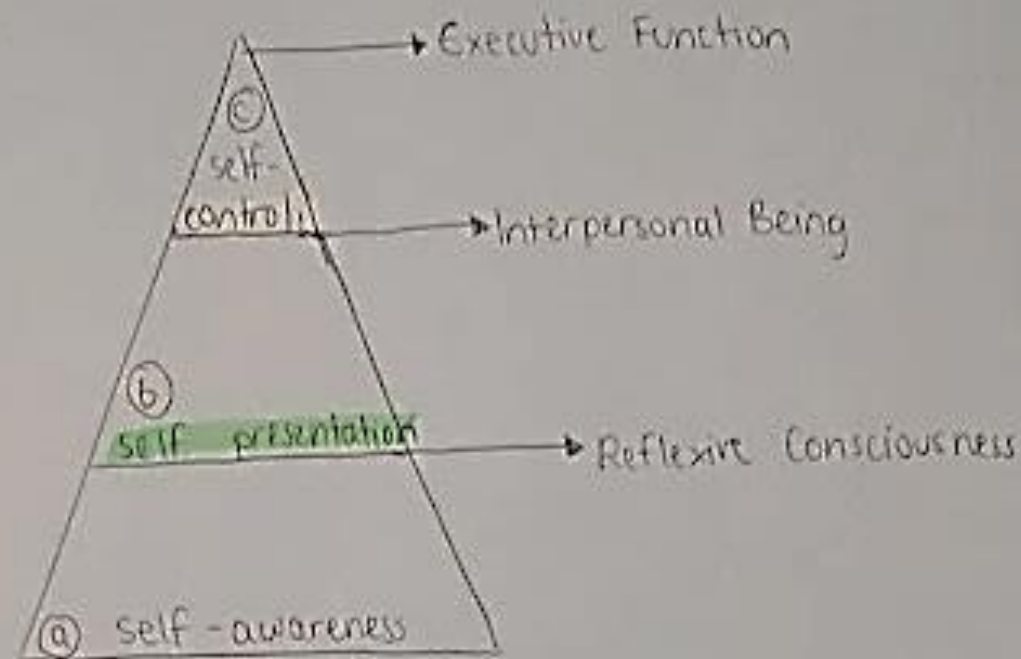 Executive Function
ⓒ
self-
control
Interpersonal Being
ⓑ
self presentation
Reflexive Consciousness
ⓐ self-awareness